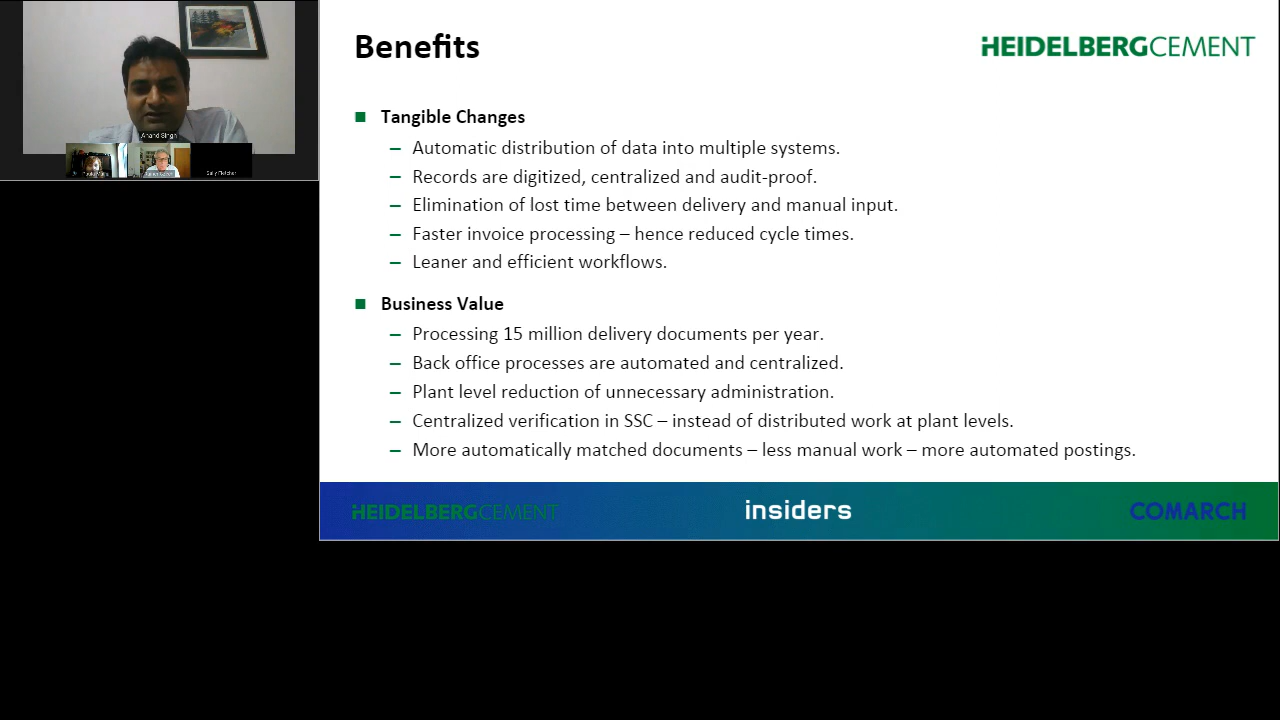 Benefits
HEIDELBERGCEMENT
Tangible Changes
– Automatic distribution of data into multiple systems.
– Records are digitized, centralized and audit-proof.
– Elimination of lost time between delivery and manual input.
– Faster invoice processing – hence reduced cycle times.
– Leaner and efficient workflows.
Business Value
– Processing 15 million delivery documents per year.
– Back office processes are automated and centralized.
– Plant level reduction of unnecessary administration.
– Centralized verification in SSC – instead of distributed work at plant levels.
– More automatically matched documents – less manual work – more automated postings.
HEIDELBERGCEMENT
insiders
COMARCH
Anand Singh
Sally Fletcher